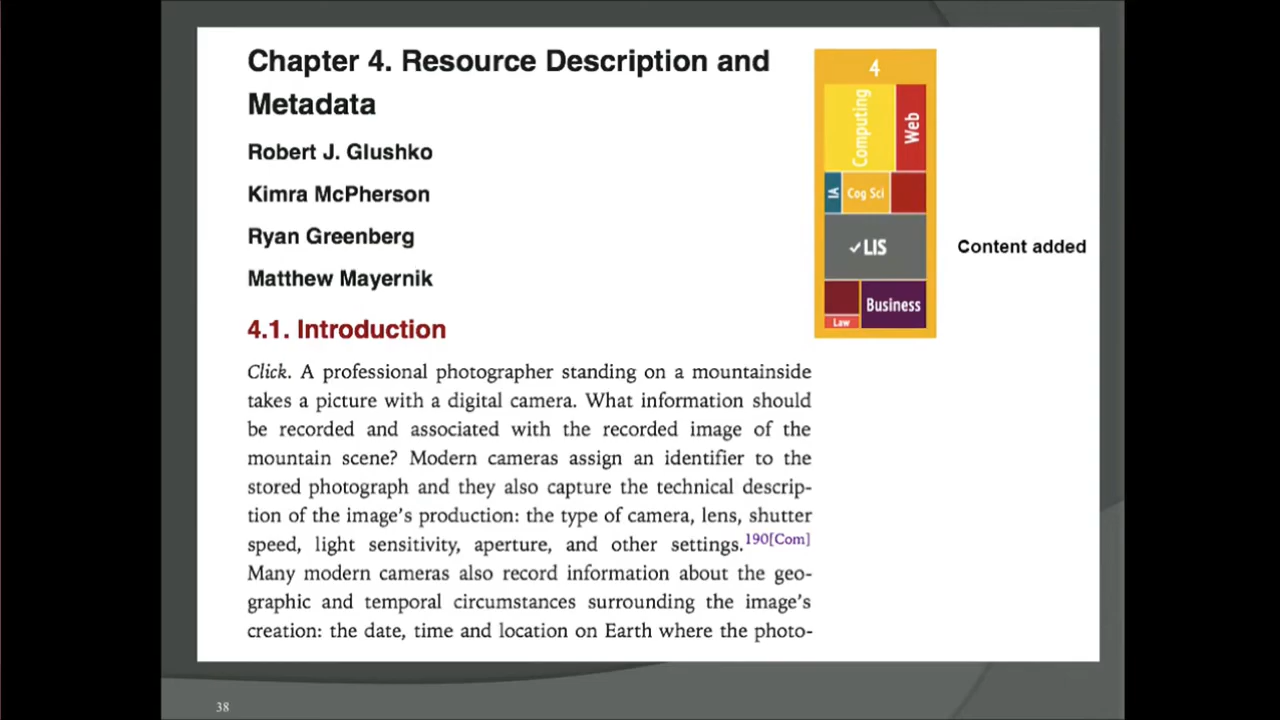 Chapter 4. Resource Description and
Metadata
Robert J. Glushko
Kimra McPherson
Ryan Greenberg
Matthew Mayernik
4.1. Introduction
Click. A professional photographer standing on a mountainside
takes a picture with a digital camera. What information should
be recorded and associated with the recorded image of the
mountain scene? Modern cameras assign an identifier to the
stored photograph and they also capture the technical descrip-
tion of the image's production: the type of camera, lens, shutter
speed, light sensitivity, aperture, and other settings.190[Com]
Many modern cameras also record information about the geo-
graphic and temporal circumstances surrounding the image's
creation: the date, time and location on Earth where the photo-
4
Computing
Web
IA
Cog Sci
✓LIS
Business
Law
Content added
38